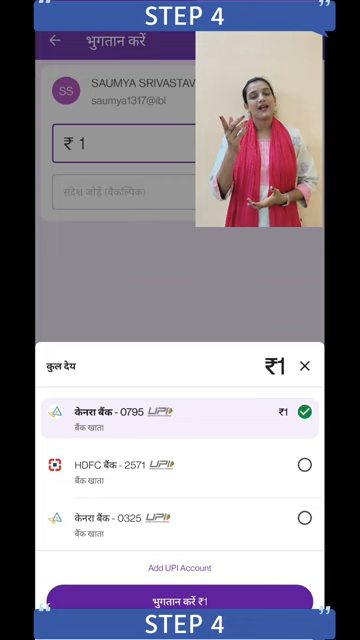 STEP 4
भुगतान करें
SS
SAUMYA SRIVASTAV
saumya1317@ibl
₹ 1
संदेश जोड़ें (वैकल्पिक)
कुल देय
₹1
केनरा बैंक - 0795 UPI
₹1
बैंक खाता
HDFC बैंक - 2571 UPI
बैंक खाता
केनरा बैंक - 0325 UPI
बैंक खाता
Add UPI Account
भुगतान करें ₹1
STEP 4